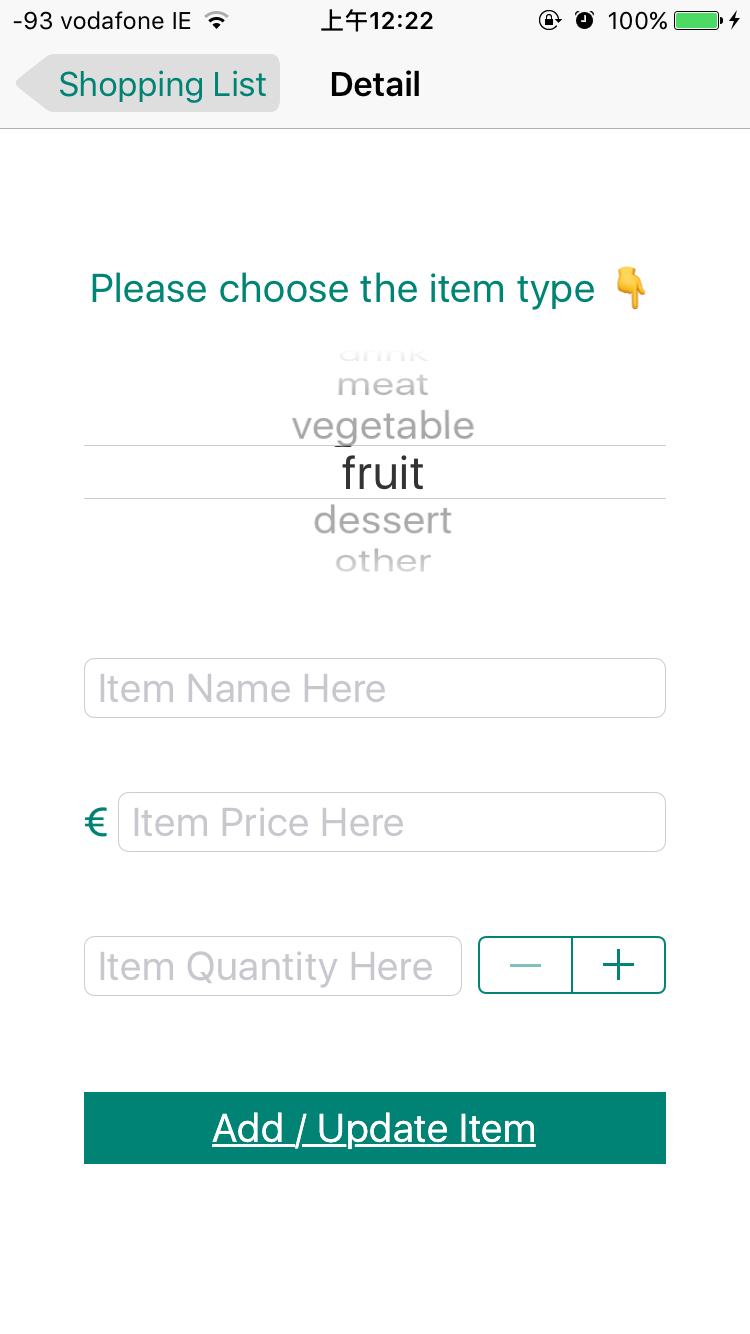 -93 vodafone IE 上午12:22 100%
Shopping List Detail
Please choose the item type 👇
drink
meat
vegetable
fruit
dessert
other
Item Name Here
€ Item Price Here
Item Quantity Here — +
Add / Update Item